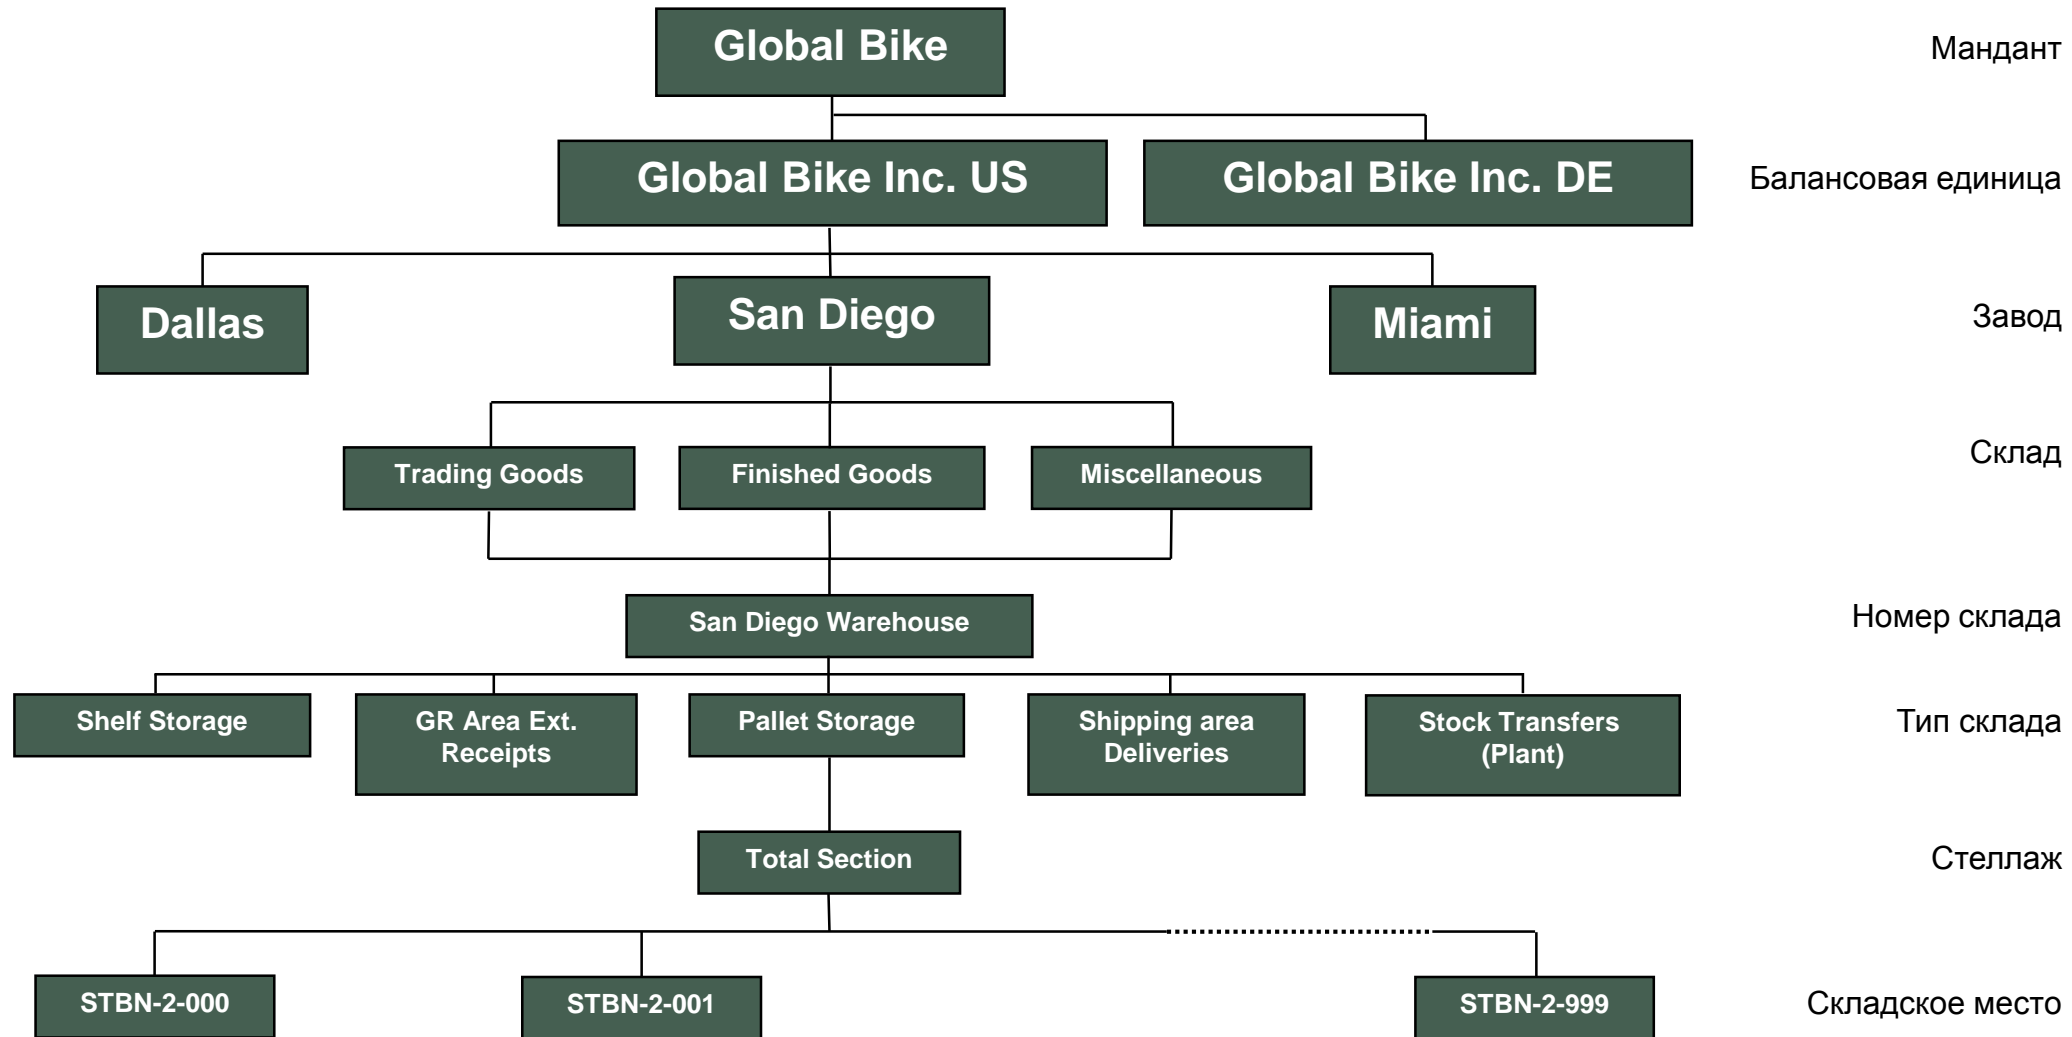 Global Bike
Мандант
Global Bike Inc. US
Global Bike Inc. DE
Балансовая единица
Dallas
San Diego
Miami
Завод
Trading Goods
Finished Goods
Miscellaneous
Склад
San Diego Warehouse
Номер склада
Shelf Storage
GR Area Ext.
Receipts
Pallet Storage
Shipping area
Deliveries
Stock Transfers
(Plant)
Тип склада
Total Section
Стеллаж
STBN-2-000
STBN-2-001
STBN-2-999
Складское место